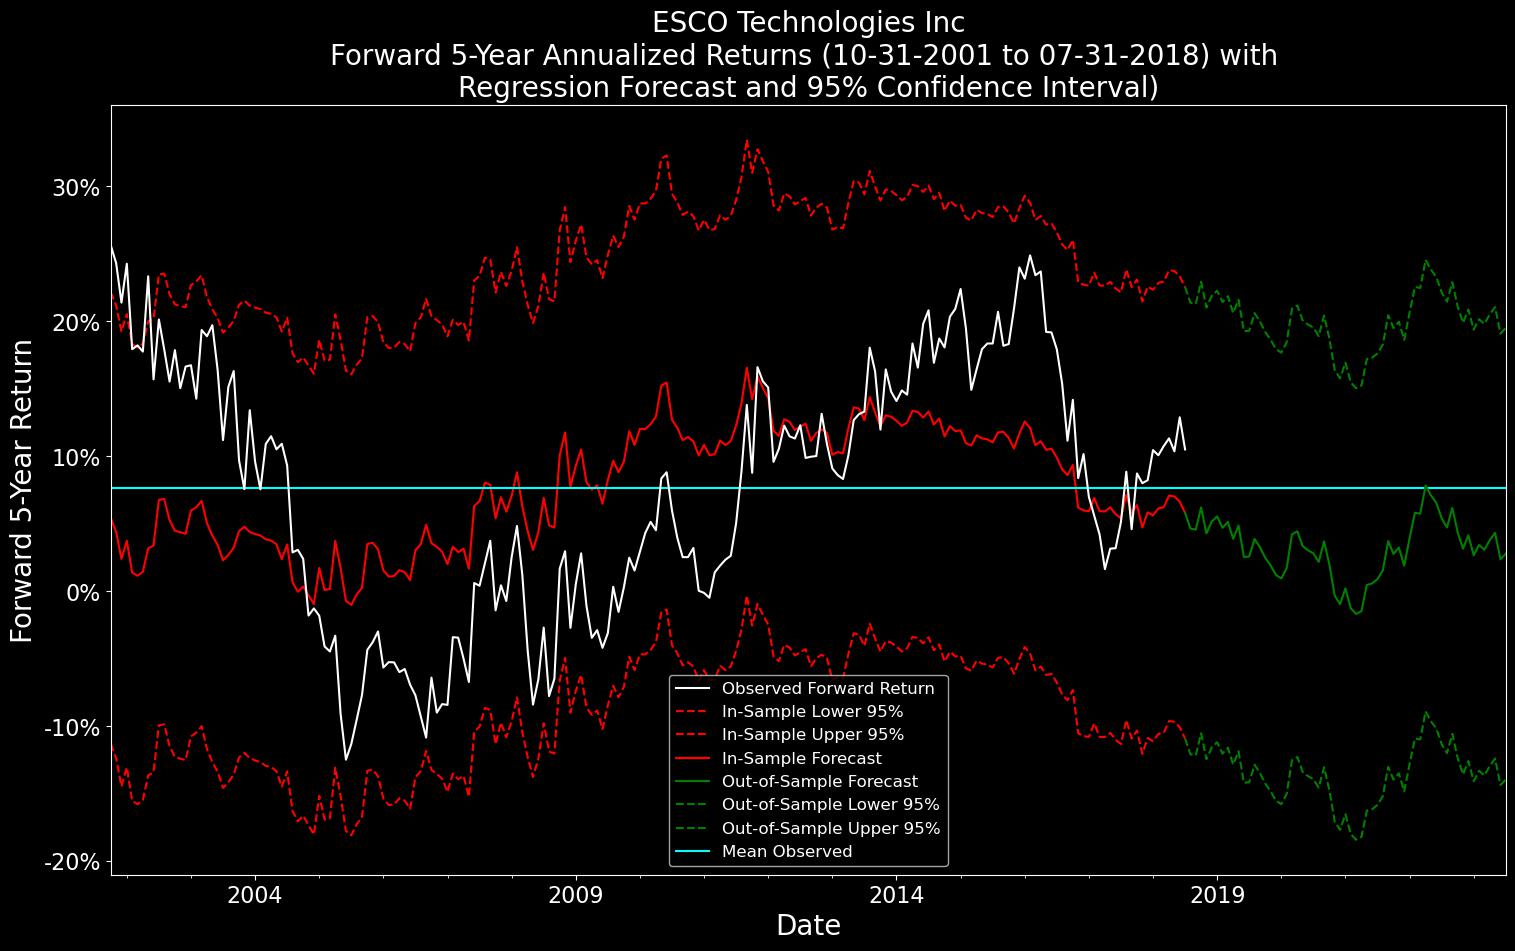 ESCO Technologies Inc
Forward 5-Year Annualized Returns (10-31-2001 to 07-31-2018) with
Regression Forecast and 95% Confidence Interval)
Forward 5-Year Return
30%
20%
10%
0%
-10%
-20%
Observed Forward Return
In-Sample Lower 95%
In-Sample Upper 95%
In-Sample Forecast
Out-of-Sample Forecast
Out-of-Sample Lower 95%
Out-of-Sample Upper 95%
Mean Observed
2004
2009
2014
2019
Date